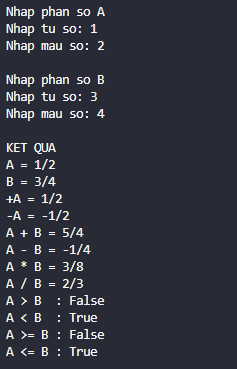 Nhap phan so A
Nhap tu so: 1
Nhap mau so: 2

Nhap phan so B
Nhap tu so: 3
Nhap mau so: 4

KET QUA
A = 1/2
B = 3/4
+A = 1/2
-A = -1/2
A + B = 5/4
A - B = -1/4
A * B = 3/8
A / B = 2/3
A > B  : False
A < B  : True
A >= B : False
A <= B : True